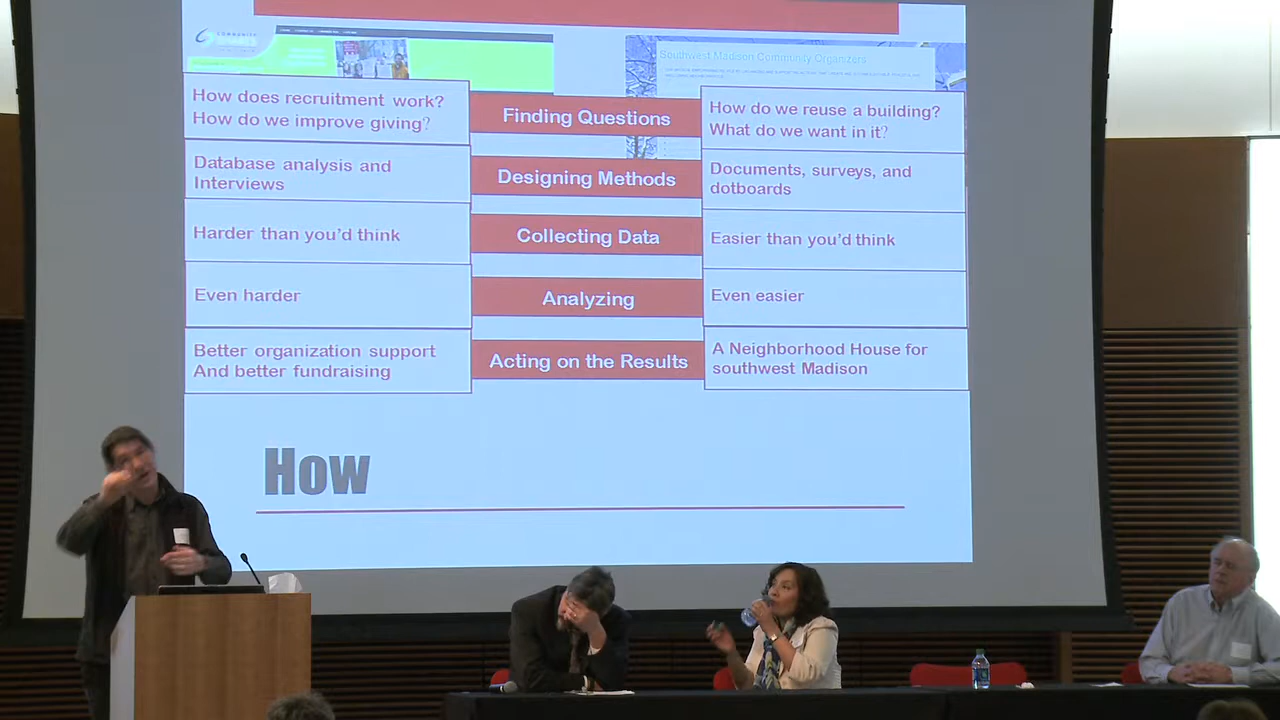 COMMUNITY
Southwest Madison Community Organizers
How does recruitment work?
How do we improve giving?
Finding Questions
How do we reuse a building?
What do we want in it?
Database analysis and
Interviews
Designing Methods
Documents, surveys, and
dotboards
Harder than you'd think
Collecting Data
Easier than you'd think
Even harder
Analyzing
Even easier
Better organization support
And better fundraising
Acting on the Results
A Neighborhood House for
southwest Madison
How